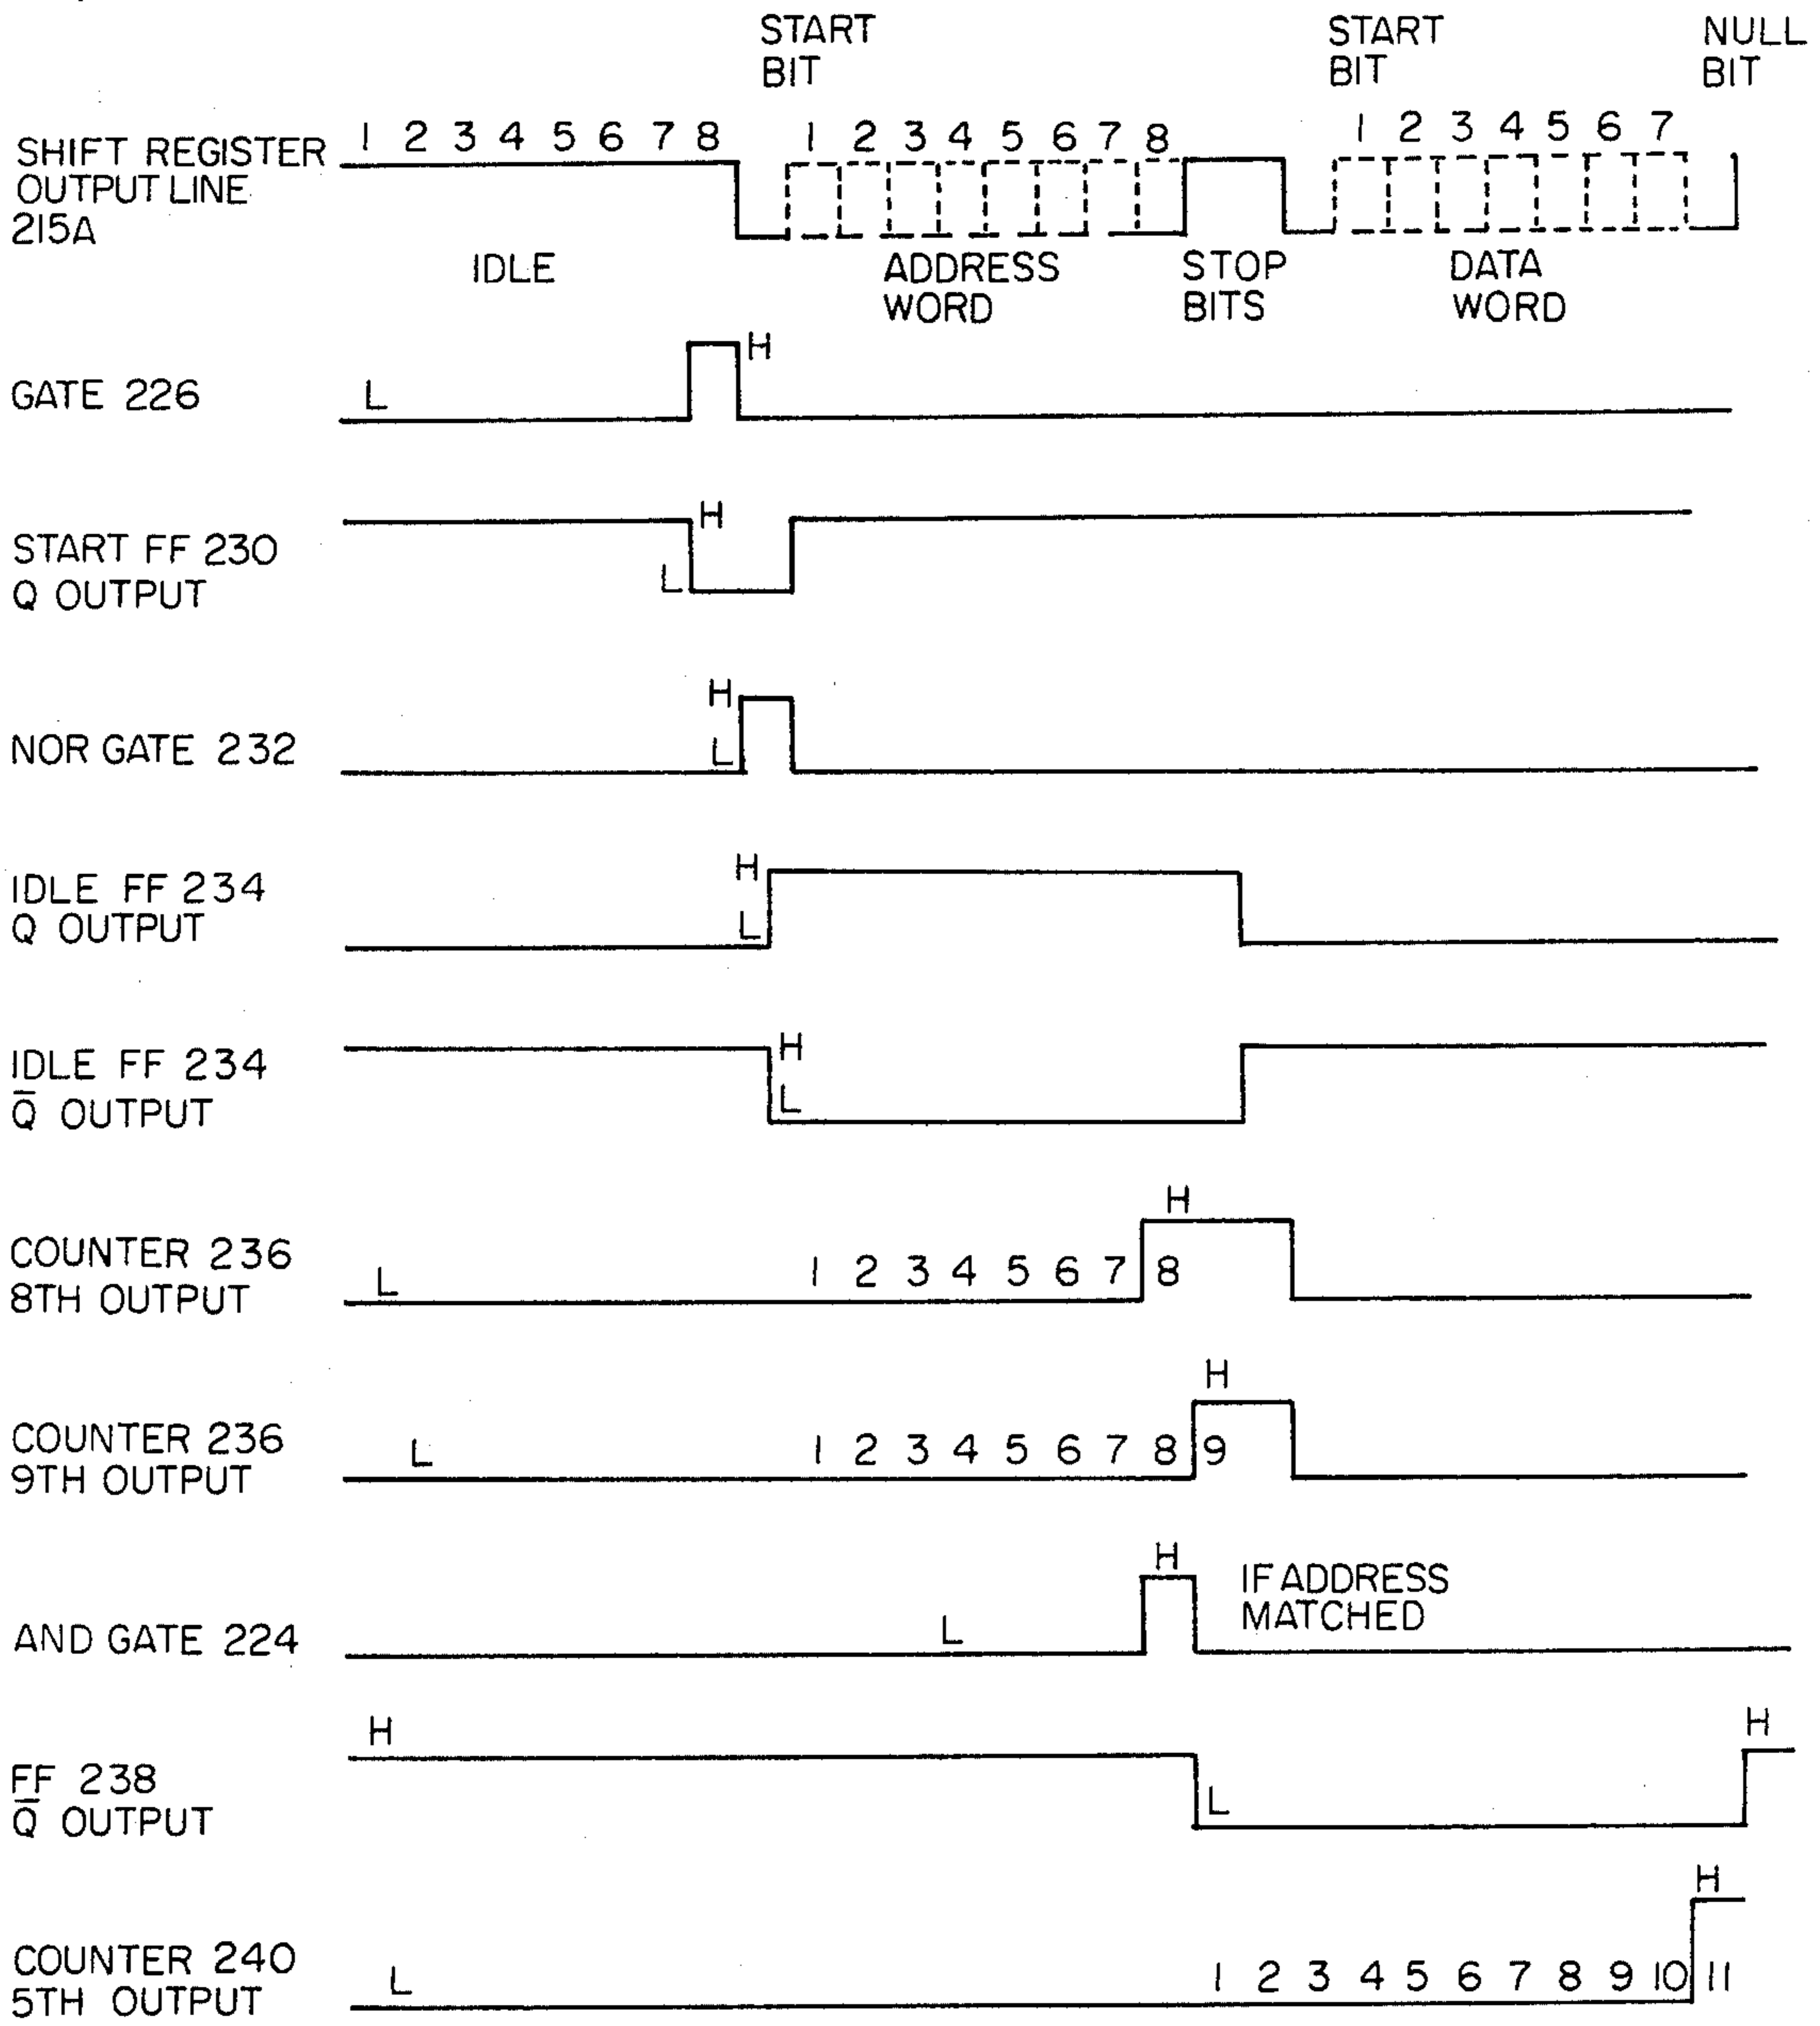 START START NULL
BIT BIT BIT
1 2 3 4 5 6 7 8 1 2 3 4 5 6 7 8 1 2 3 4 5 6 7
SHIFT REGISTER
OUTPUT LINE
215A
IDLE ADDRESS STOP DATA
WORD BITS WORD
H
GATE 226 L
H
START FF 230
Q OUTPUT L
H
NOR GATE 232 L
H
IDLE FF 234
Q OUTPUT L
H
IDLE FF 234
Q̅ OUTPUT L
H
COUNTER 236 1 2 3 4 5 6 7 8
8TH OUTPUT L
H
COUNTER 236 L 1 2 3 4 5 6 7 8 9
9TH OUTPUT
H IF ADDRESS
MATCHED
AND GATE 224 L
H H
FF 238
Q̅ OUTPUT L
H
COUNTER 240 L 1 2 3 4 5 6 7 8 9 10 11
5TH OUTPUT